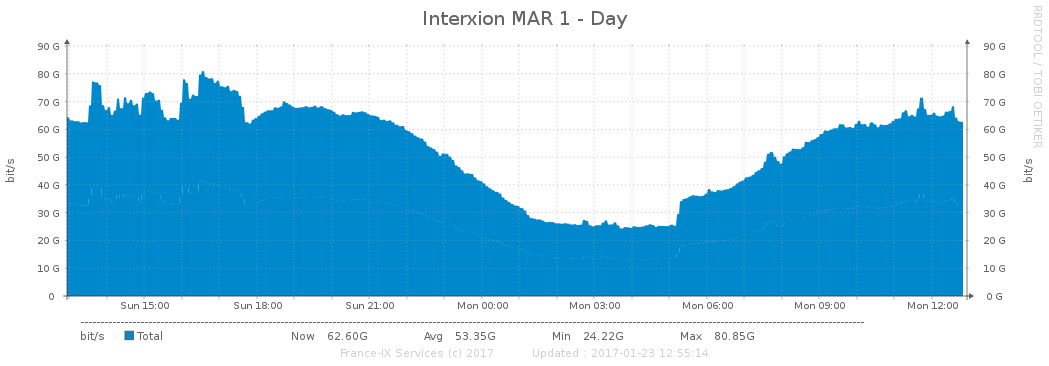 Interxion MAR 1 - Day
RRDTOOL / TOBI OETIKER
90 G 90 G
80 G 80 G
70 G 70 G
60 G 60 G
50 G 50 G
40 G 40 G
30 G 30 G
20 G 20 G
10 G 10 G
0 0 G
bit/s bit/s
Sun 15:00 Sun 18:00 Sun 21:00 Mon 00:00 Mon 03:00 Mon 06:00 Mon 09:00 Mon 12:00
bit/s Total Now 62.60G Avg 53.35G Min 24.22G Max 80.85G
France-IX Services (c) 2017 Updated : 2017-01-23 12:55:14